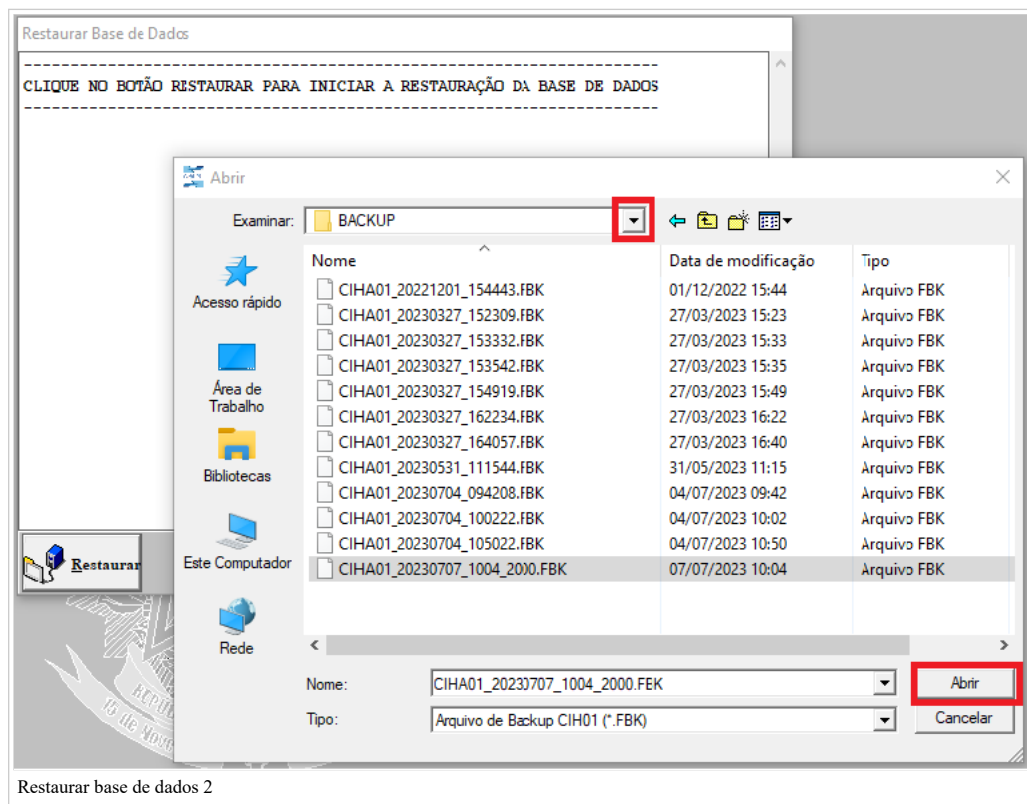 Restaurar Base de Dados
CLIQUE NO BOTÃO RESTAURAR PARA INICIAR A RESTAURAÇÃO DA BASE DE DADOS
Abrir
Examinar: BACKUP
Nome Data de modificação Tipo
CIHA01_20221201_154443.FBK 01/12/2022 15:44 Arquivo FBK
CIHA01_20230327_152309.FBK 27/03/2023 15:23 Arquivo FBK
CIHA01_20230327_153332.FBK 27/03/2023 15:33 Arquivo FBK
CIHA01_20230327_153542.FBK 27/03/2023 15:35 Arquivo FBK
CIHA01_20230327_154919.FBK 27/03/2023 15:49 Arquivo FBK
CIHA01_20230327_162234.FBK 27/03/2023 16:22 Arquivo FBK
CIHA01_20230327_164057.FBK 27/03/2023 16:40 Arquivo FBK
CIHA01_20230531_111544.FBK 31/05/2023 11:15 Arquivo FBK
CIHA01_20230704_094208.FBK 04/07/2023 09:42 Arquivo FBK
CIHA01_20230704_100222.FBK 04/07/2023 10:02 Arquivo FBK
CIHA01_20230704_105022.FBK 04/07/2023 10:50 Arquivo FBK
CIHA01_20230707_1004_2000.FBK 07/07/2023 10:04 Arquivo FBK
Acesso rápido
Área de
Trabalho
Bibliotecas
Este Computador
Rede
Restaurar
Nome: CIHA01_20230707_1004_2000.FBK Abrir
Tipo: Arquivo de Backup CIH01 (*.FBK) Cancelar
15 de Nov
Restaurar base de dados 2